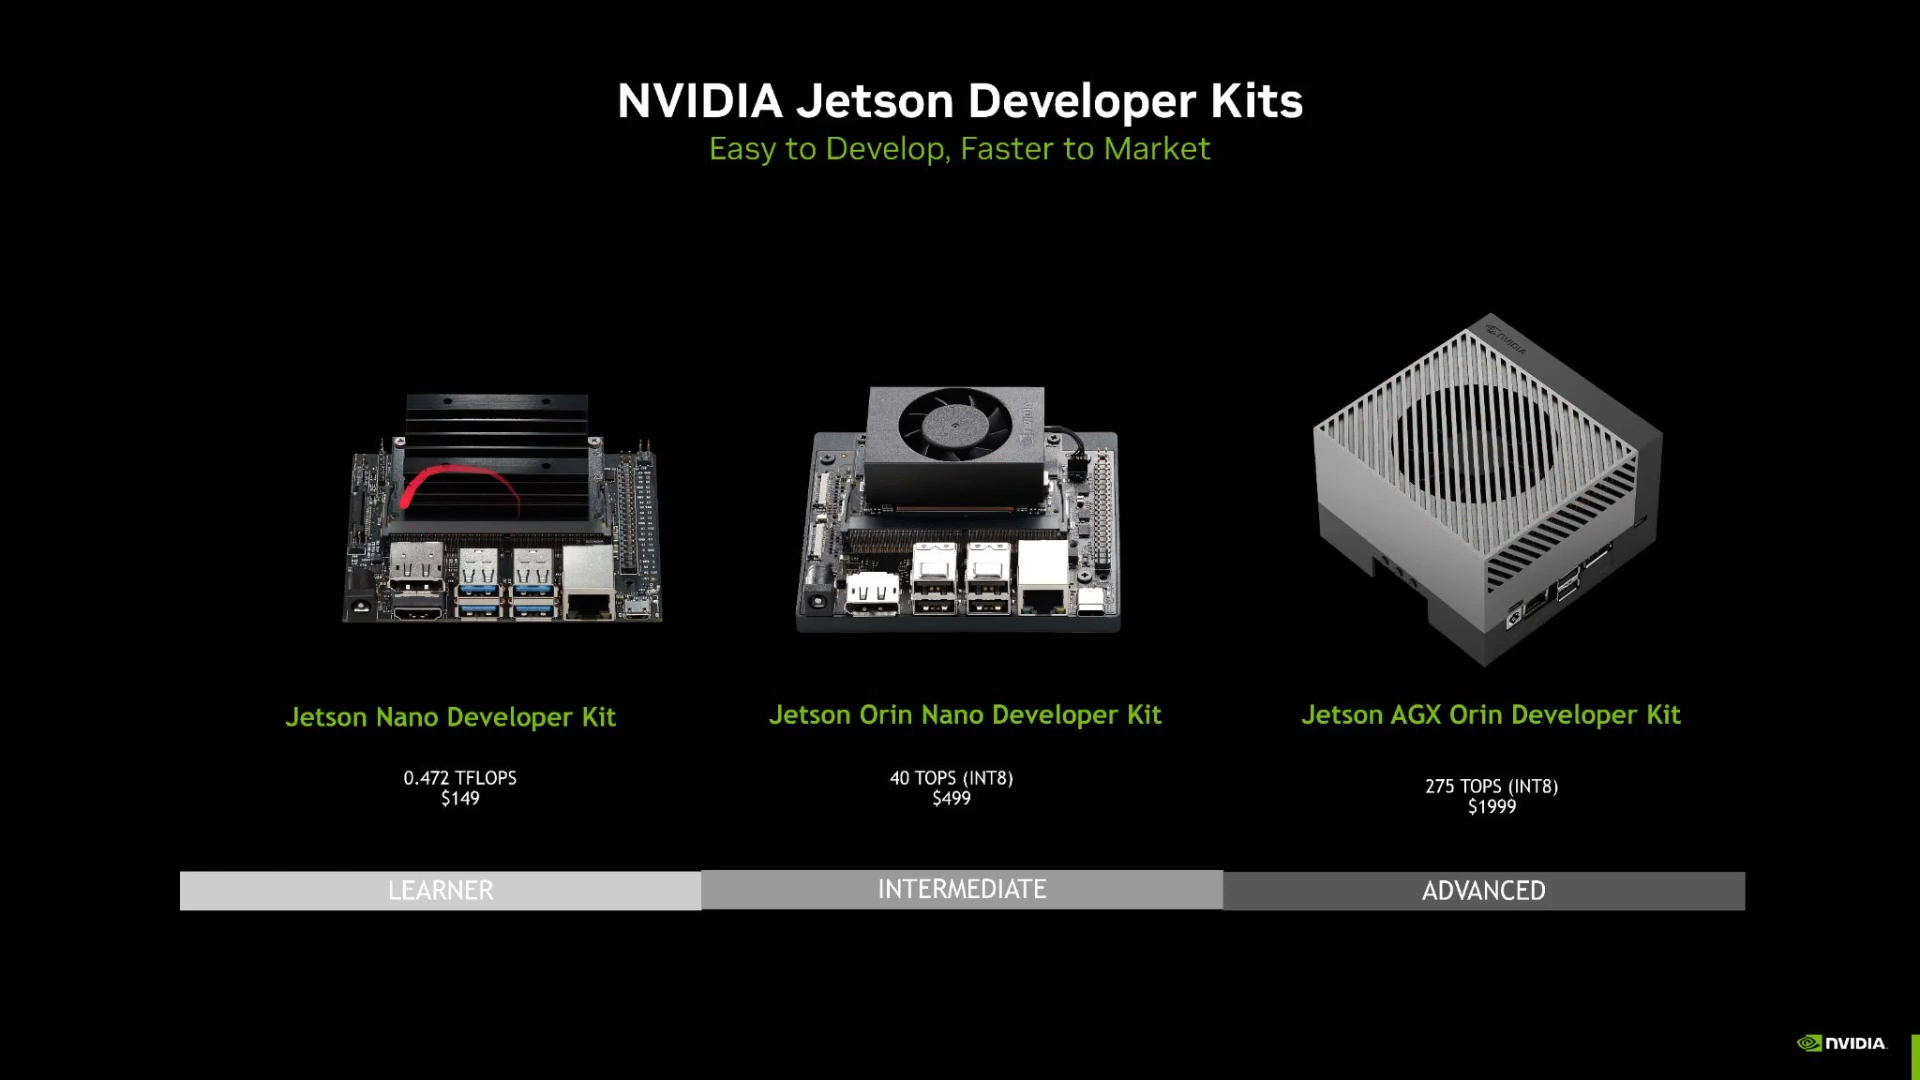 NVIDIA Jetson Developer Kits
Easy to Develop, Faster to Market
NVIDIA
nvidia
Jetson Nano Developer Kit
Jetson Orin Nano Developer Kit
Jetson AGX Orin Developer Kit
0.472 TFLOPS
$149
40 TOPS (INT8)
$499
275 TOPS (INT8)
$1999
LEARNER
INTERMEDIATE
ADVANCED
NVIDIA.